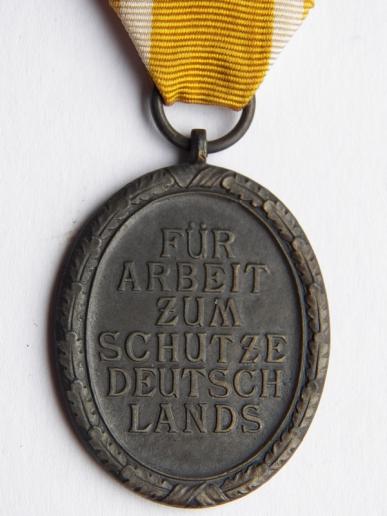 FÜR
ARBEIT
ZUM
SCHUTZE
DEUTSCH
LANDS